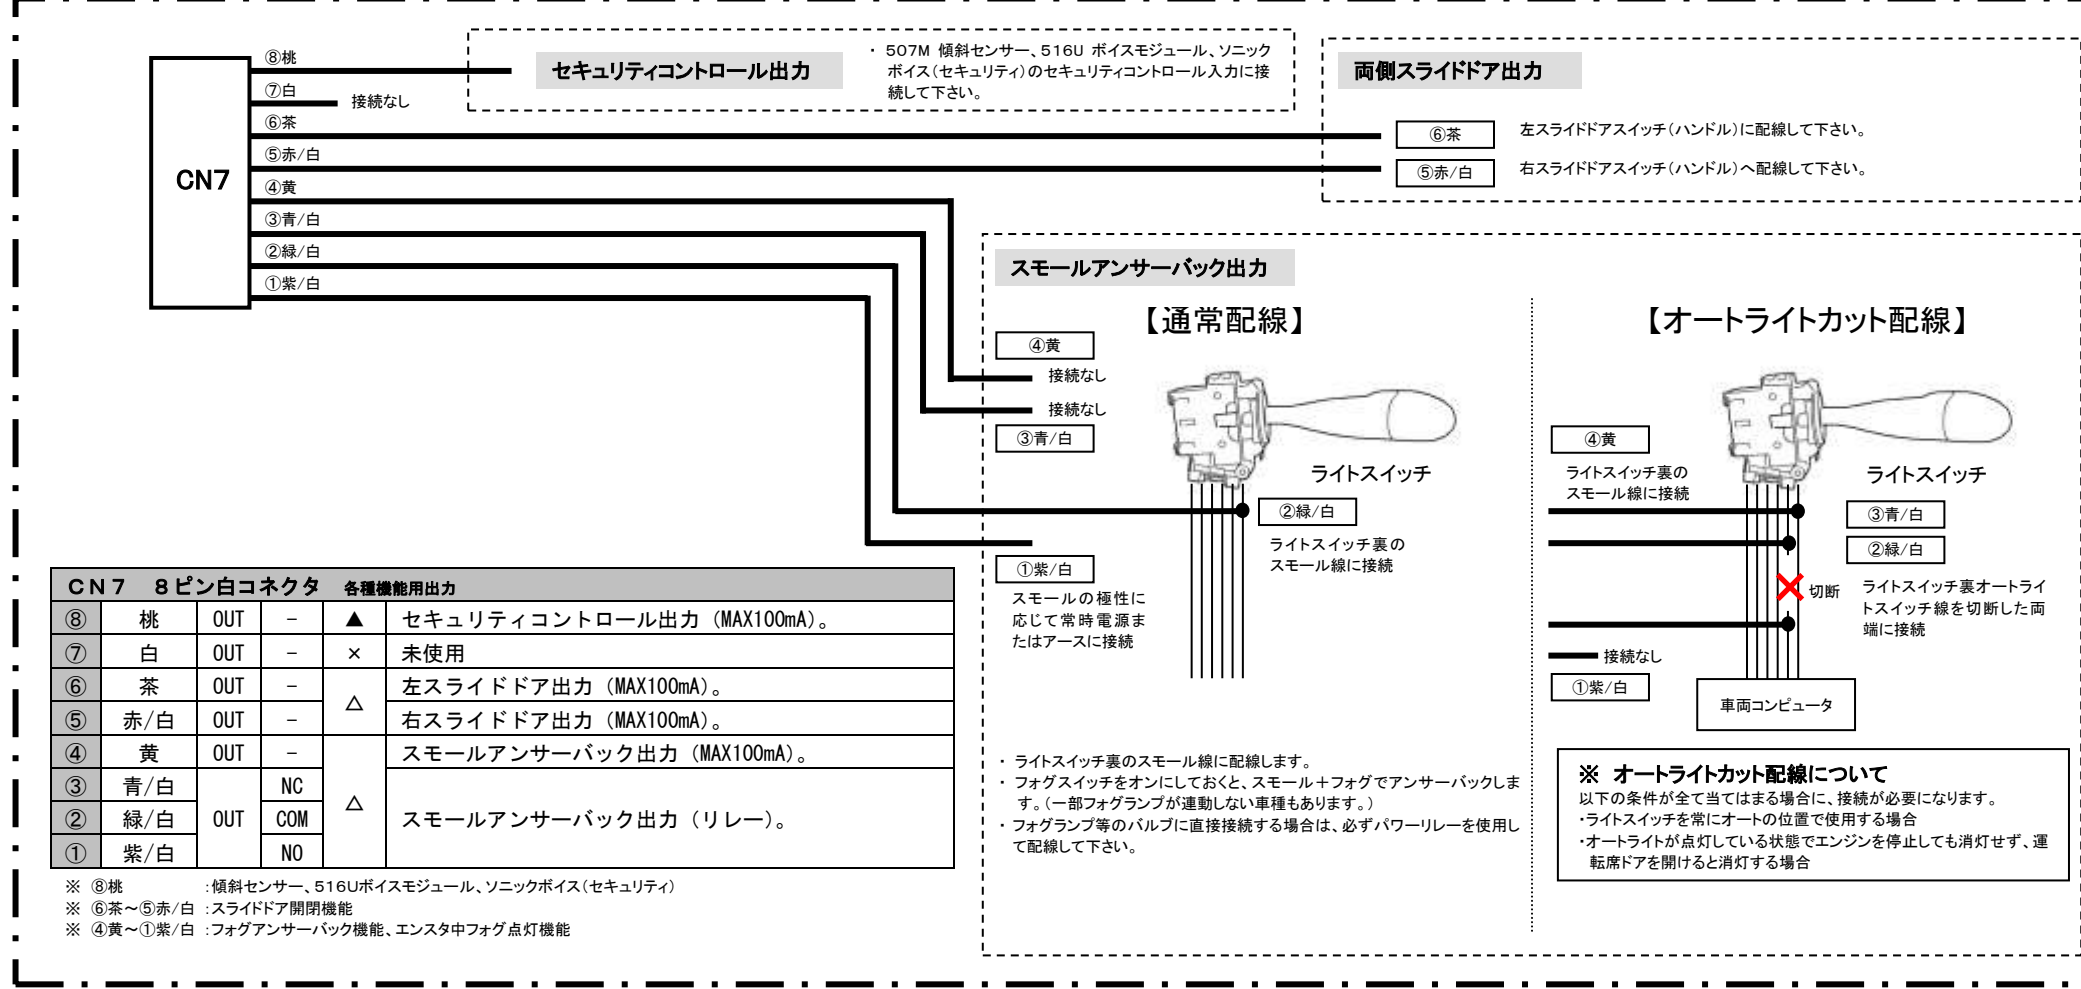 CN7
⑧桃
⑦白
接続なし
⑥茶
⑤赤/白
④黄
③青/白
②緑/白
①紫/白
セキュリティコントロール出力
・ 507M 傾斜センサー、516U ボイスモジュール、ソニック
ボイス（セキュリティ）のセキュリティコントロール入力に接
続して下さい。
両側スライドドア出力
⑥茶
左スライドドアスイッチ（ハンドル）に配線して下さい。
⑤赤/白
右スライドドアスイッチ（ハンドル）へ配線して下さい。
スモールアンサーバック出力
【通常配線】
④黄
接続なし
接続なし
③青/白
ライトスイッチ
②緑/白
ライトスイッチ裏の
スモール線に接続
①紫/白
スモールの極性に
応じて常時電源ま
たはアースに接続
・ ライトスイッチ裏のスモール線に配線します。
・ フォグスイッチをオンにしておくと、スモール＋フォグでアンサーバックしま
す。（一部フォグランプが連動しない車種もあります。）
・ フォグランプ等のバルブに直接接続する場合は、必ずパワーリレーを使用し
て配線して下さい。
【オートライトカット配線】
④黄
ライトスイッチ裏の
スモール線に接続
ライトスイッチ
③青/白
②緑/白
切断
ライトスイッチ裏オートライ
トスイッチ線を切断した両
端に接続
接続なし
①紫/白
車両コンピュータ
※ オートライトカット配線について
以下の条件が全て当てはまる場合に、接続が必要になります。
・ライトスイッチを常にオートの位置で使用する場合
・オートライトが点灯している状態でエンジンを停止しても消灯せず、運
転席ドアを開けると消灯する場合
ＣＮ７ ８ピン白コネクタ 各種機能用出力
⑧ 桃 OUT － ▲ セキュリティコントロール出力（MAX100mA）。
⑦ 白 OUT － × 未使用
⑥ 茶 OUT － △ 左スライドドア出力（MAX100mA）。
⑤ 赤/白 OUT － 右スライドドア出力（MAX100mA）。
④ 黄 OUT － △ スモールアンサーバック出力（MAX100mA）。
③ 青/白 OUT NC スモールアンサーバック出力（リレー）。
② 緑/白 COM
① 紫/白 NO
※ ⑧桃 ：傾斜センサー、516Uボイスモジュール、ソニックボイス（セキュリティ）
※ ⑥茶～⑤赤/白 ：スライドドア開閉機能
※ ④黄～①紫/白 ：フォグアンサーバック機能、エンスタ中フォグ点灯機能